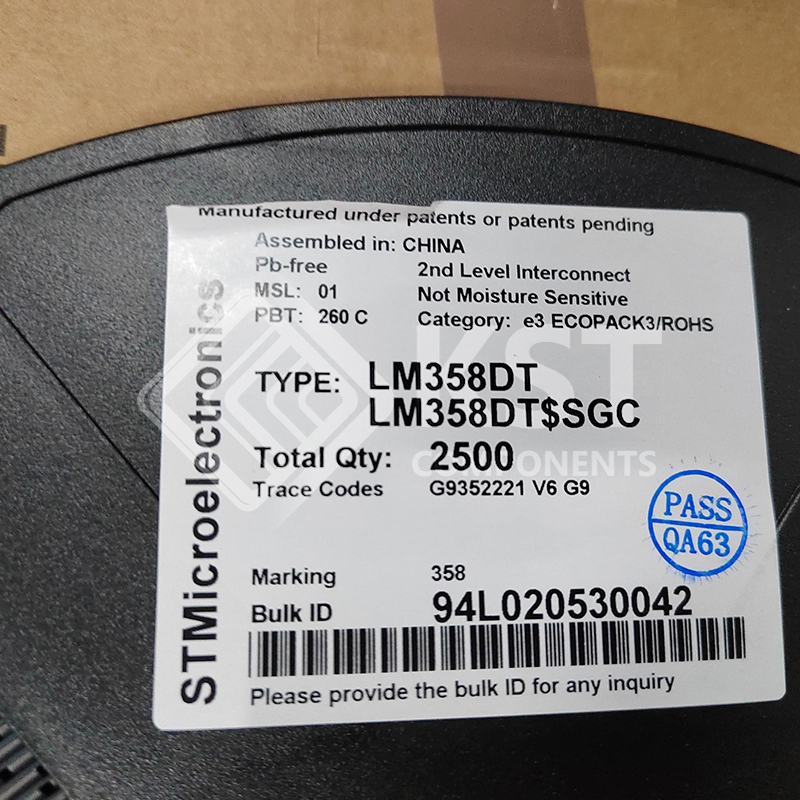 Manufactured under patents or patents pending
Assembled in: CHINA
Pb-free 2nd Level Interconnect
MSL: 01 Not Moisture Sensitive
PBT: 260 C Category: e3 ECOPACK3/ROHS
TYPE: LM358DT
LM358DT$SGC
Total Qty: 2500
Trace Codes G9352221 V6 G9
Marking 358
Bulk ID 94L020530042
Please provide the bulk ID for any inquiry
STMicroelectronics
PASS
QA63
KST
COMPONENTS